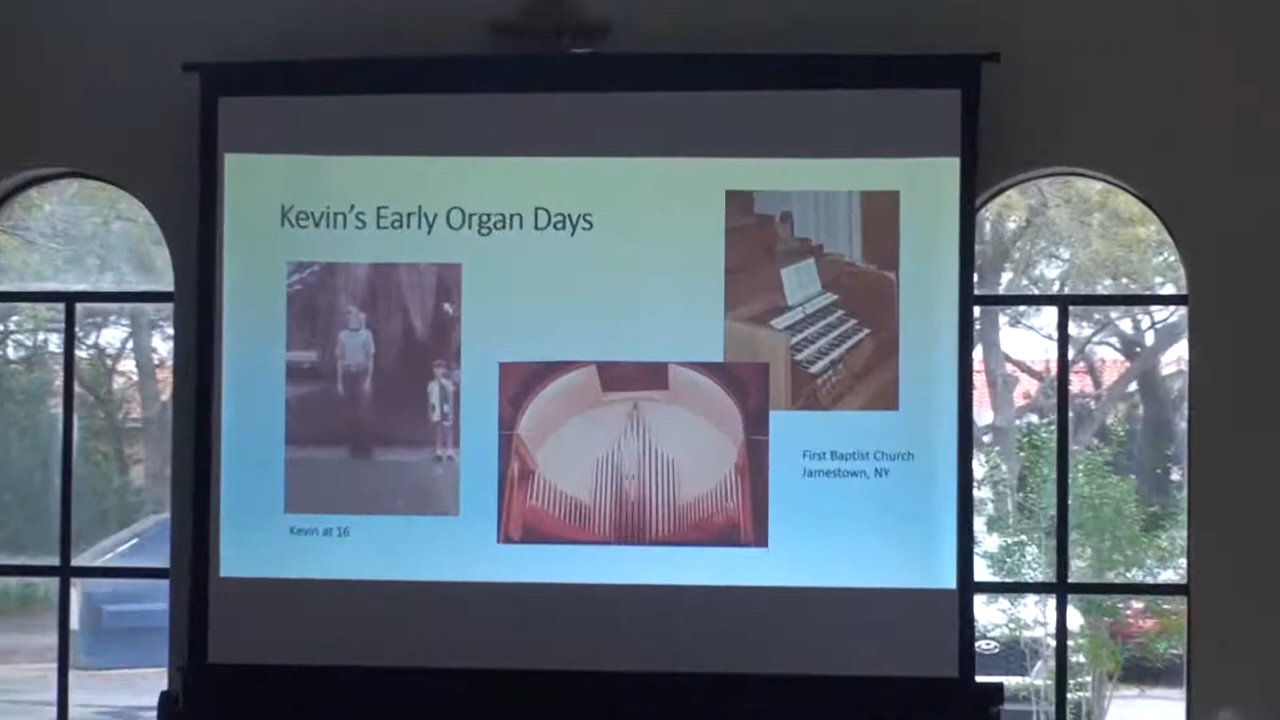 Kevin's Early Organ Days
Kevin at 16
First Baptist Church
Jamestown, NY